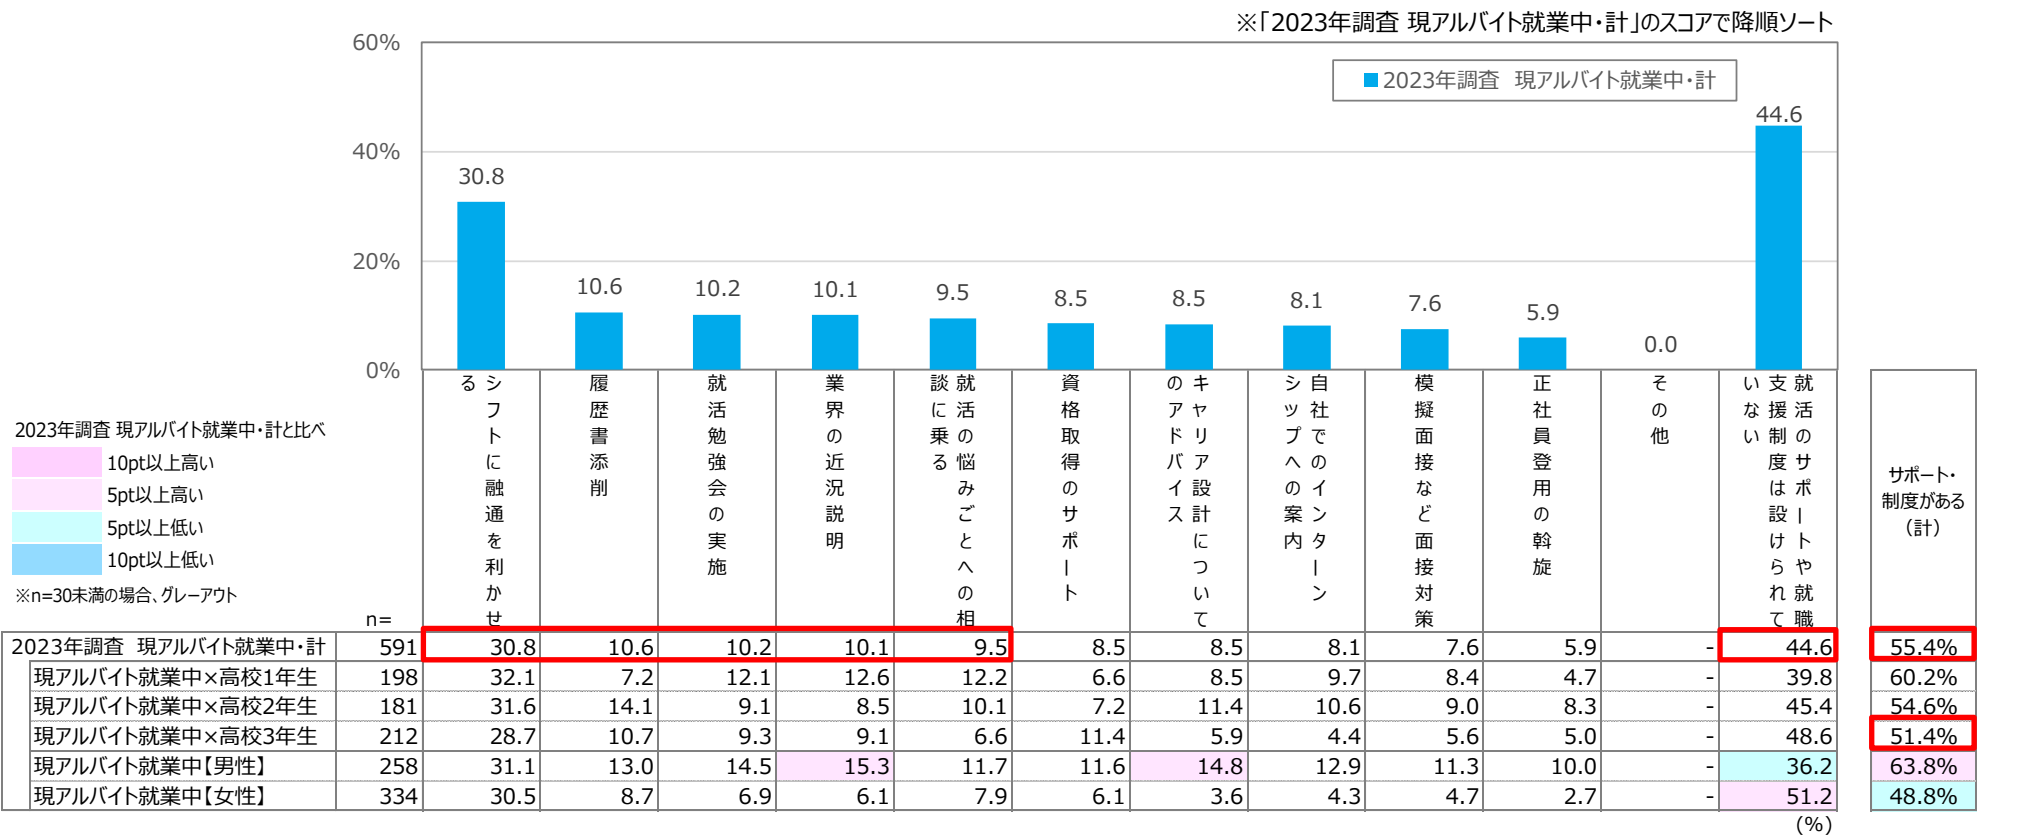 ※「2023年調査 現アルバイト就業中・計」のスコアで降順ソート
60%
40%
20%
0%
2023年調査　現アルバイト就業中・計
30.8
10.6
10.2
10.1
9.5
8.5
8.5
8.1
7.6
5.9
0.0
44.6
シフトに融通を利かせ
る
履歴書添削
就活勉強会の実施
業界の近況説明
就活の悩みごとへの相
談に乗る
資格取得のサポート
キャリア設計について
のアドバイス
自社でのインターン
シップへの案内
模擬面接など面接対策
正社員登用の斡旋
その他
就活のサポートや就職
支援制度は設けられて
いない
サポート・
制度がある
（計）
2023年調査 現アルバイト就業中・計と比べ
10pt以上高い
5pt以上高い
5pt以上低い
10pt以上低い
※n=30未満の場合、グレーアウト
n=
2023年調査　現アルバイト就業中・計 591 30.8 10.6 10.2 10.1 9.5 8.5 8.5 8.1 7.6 5.9 - 44.6 55.4%
現アルバイト就業中×高校1年生 198 32.1 7.2 12.1 12.6 12.2 6.6 8.5 9.7 8.4 4.7 - 39.8 60.2%
現アルバイト就業中×高校2年生 181 31.6 14.1 9.1 8.5 10.1 7.2 11.4 10.6 9.0 8.3 - 45.4 54.6%
現アルバイト就業中×高校3年生 212 28.7 10.7 9.3 9.1 6.6 11.4 5.9 4.4 5.6 5.0 - 48.6 51.4%
現アルバイト就業中【男性】 258 31.1 13.0 14.5 15.3 11.7 11.6 14.8 12.9 11.3 10.0 - 36.2 63.8%
現アルバイト就業中【女性】 334 30.5 8.7 6.9 6.1 7.9 6.1 3.6 4.3 4.7 2.7 - 51.2 48.8%
(%)